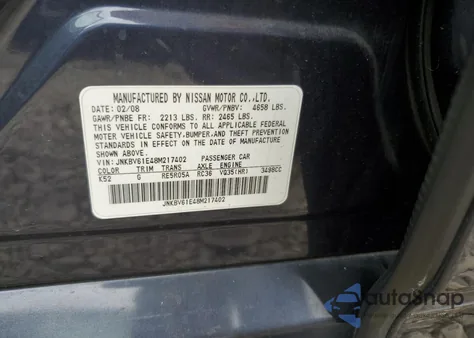 MANUFACTURED BY NISSAN MOTOR CO.,LTD.
DATE: 02/08 GVWR/PNBV: 4658 LBS.
GAWR/PNBE FR: 2213 LBS. RR: 2465 LBS.
THIS VEHICLE CONFORMS TO ALL APPLICABLE FEDERAL
MOTOR VEHICLE SAFETY,BUMPER,AND THEFT PREVENTION
STANDARDS IN EFFECT ON THE DATE OF MANUFACTURE
SHOWN ABOVE.
VIN: JNKBV61E48M217402 PASSENGER CAR
COLOR TRIM TRANS AXLE ENGINE
K52 G RE5R05A RC36 VQ35(HR) 3498CC
JNKBV61E48M217402
autoSnap